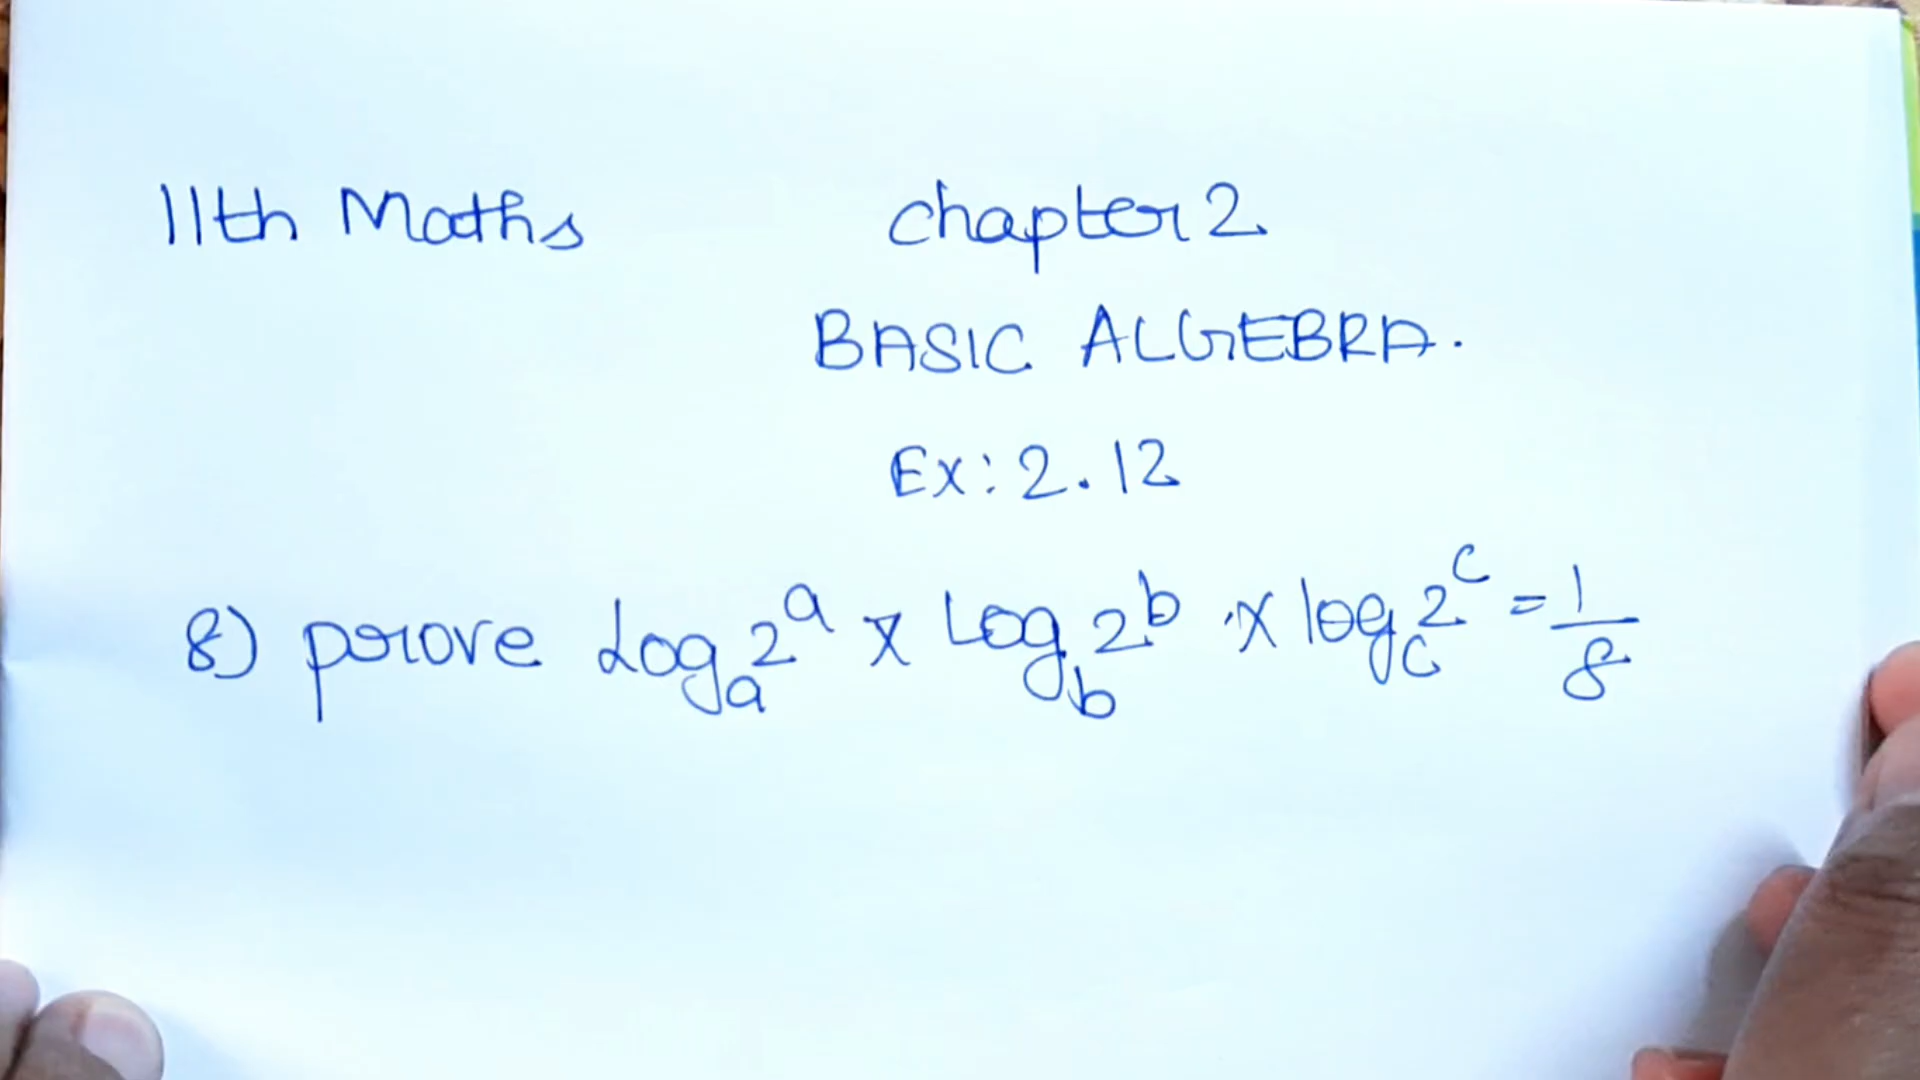 11th Maths chapter 2
BASIC ALGEBRA.
Ex: 2.12
8) prove Log_a 2^a x Log_b 2^b x log_c 2^c = 1/8